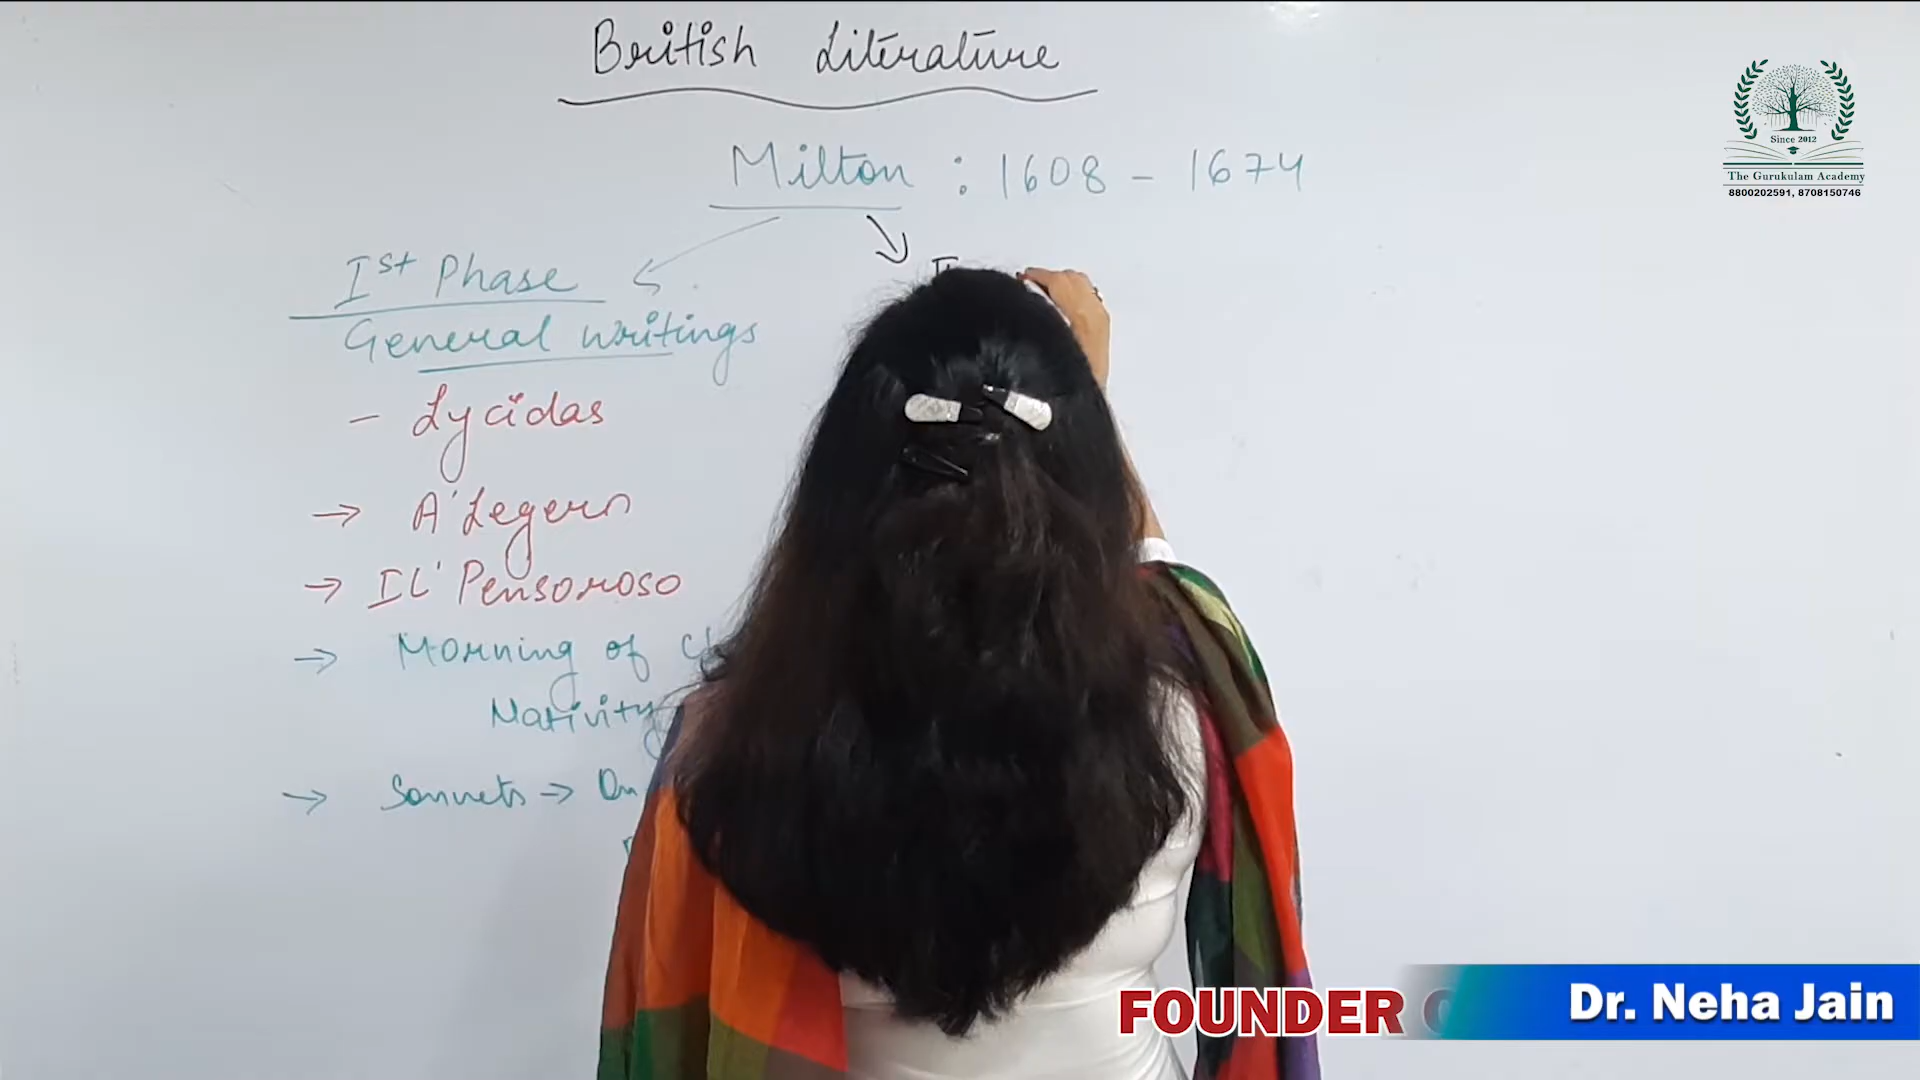 British Literature
Milton : 1608 - 1674
Ist Phase
General writings
- Lycidas
→ A'Legero
→ IL' Pensoroso
→ Morning of
Nativity
→ Sonnets → On
Since 2012
The Gurukulam Academy
8800202591, 8708150746
FOUNDER
Dr. Neha Jain